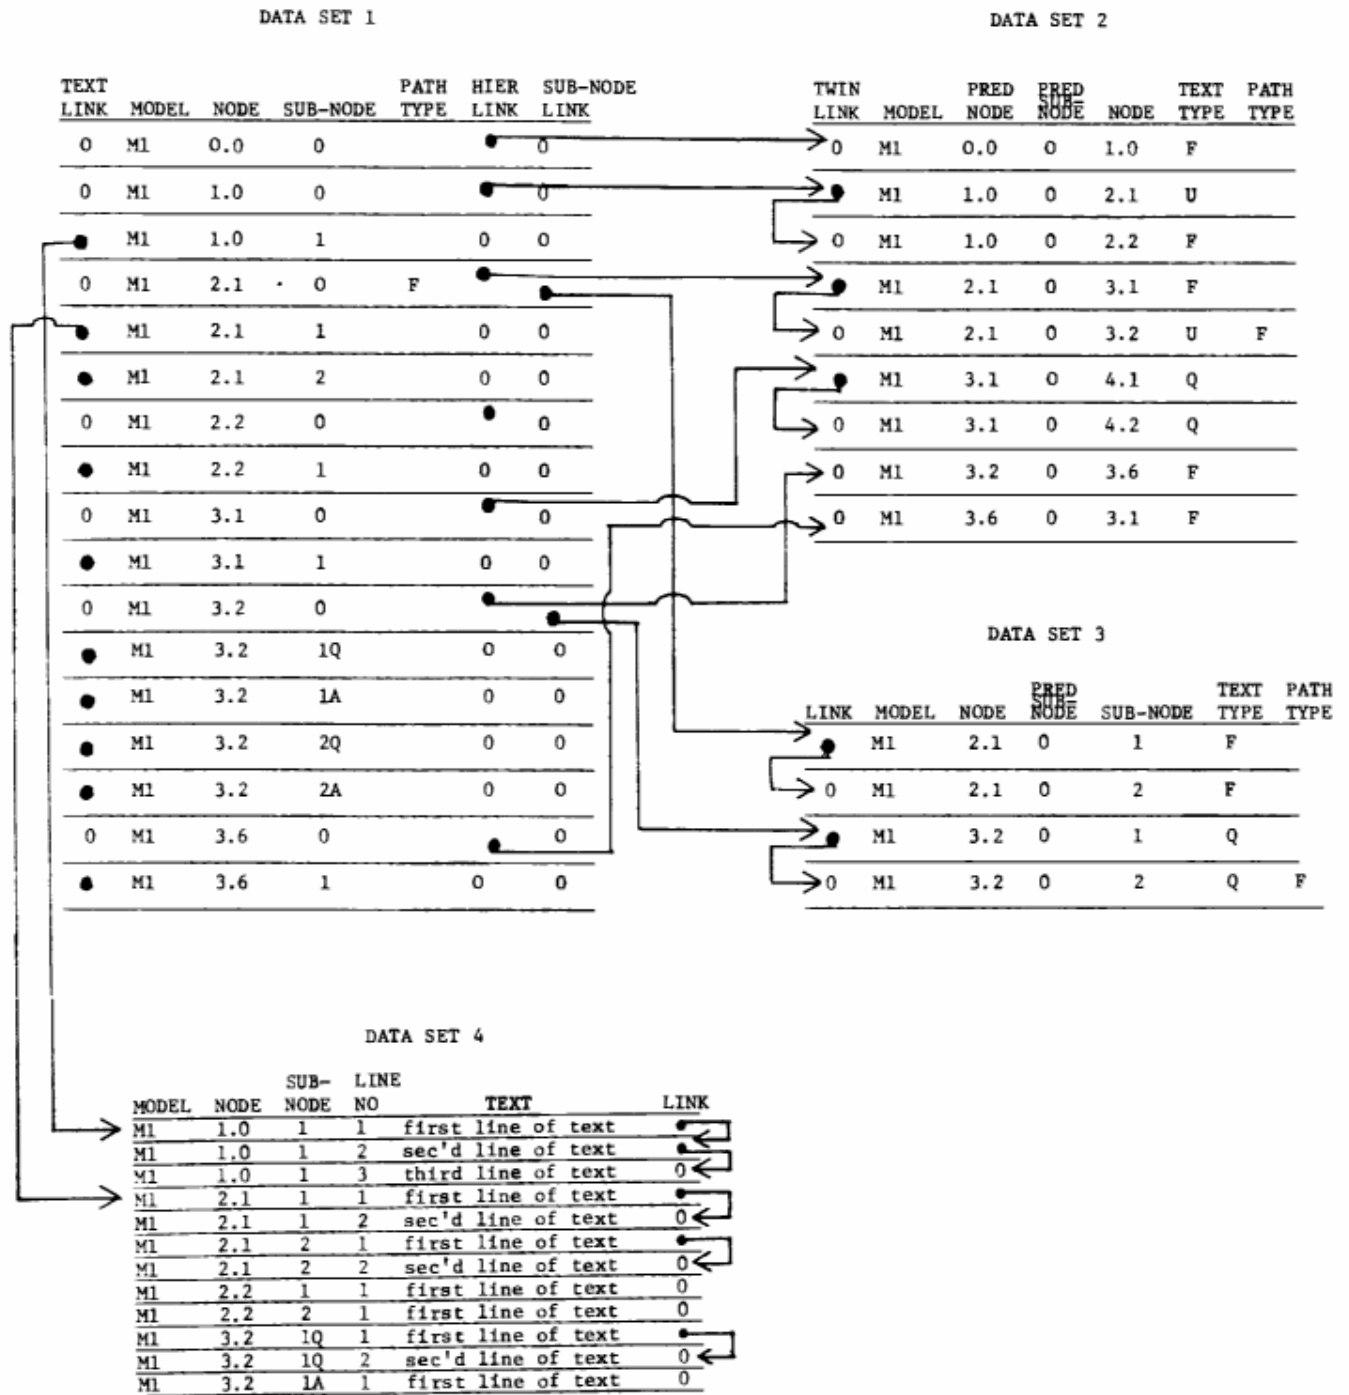 DATA SET 1
TEXT PATH HIER SUB-NODE
LINK MODEL NODE SUB-NODE TYPE LINK LINK
0 M1 0.0 0 0
0 M1 1.0 0 0
M1 1.0 1 0 0
0 M1 2.1 0 F
M1 2.1 1 0 0
M1 2.1 2 0 0
0 M1 2.2 0 0
M1 2.2 1 0 0
0 M1 3.1 0 0
M1 3.1 1 0 0
0 M1 3.2 0
M1 3.2 1Q 0 0
M1 3.2 1A 0 0
M1 3.2 2Q 0 0
M1 3.2 2A 0 0
0 M1 3.6 0 0
M1 3.6 1 0 0
DATA SET 2
TWIN PRED PRED TEXT PATH
SUB-
LINK MODEL NODE NODE NODE TYPE TYPE
0 M1 0.0 0 1.0 F
M1 1.0 0 2.1 U
0 M1 1.0 0 2.2 F
M1 2.1 0 3.1 F
0 M1 2.1 0 3.2 U F
M1 3.1 0 4.1 Q
0 M1 3.1 0 4.2 Q
0 M1 3.2 0 3.6 F
0 M1 3.6 0 3.1 F
DATA SET 3
PRED TEXT PATH
SUB-
LINK MODEL NODE NODE SUB-NODE TYPE TYPE
M1 2.1 0 1 F
0 M1 2.1 0 2 F
M1 3.2 0 1 Q
0 M1 3.2 0 2 Q F
DATA SET 4
SUB- LINE
MODEL NODE NODE NO TEXT LINK
M1 1.0 1 1 first line of text
M1 1.0 1 2 sec'd line of text
M1 1.0 1 3 third line of text 0
M1 2.1 1 1 first line of text
M1 2.1 1 2 sec'd line of text 0
M1 2.1 2 1 first line of text
M1 2.1 2 2 sec'd line of text 0
M1 2.2 1 1 first line of text 0
M1 2.2 2 1 first line of text 0
M1 3.2 1Q 1 first line of text
M1 3.2 1Q 2 sec'd line of text 0
M1 3.2 1A 1 first line of text 0